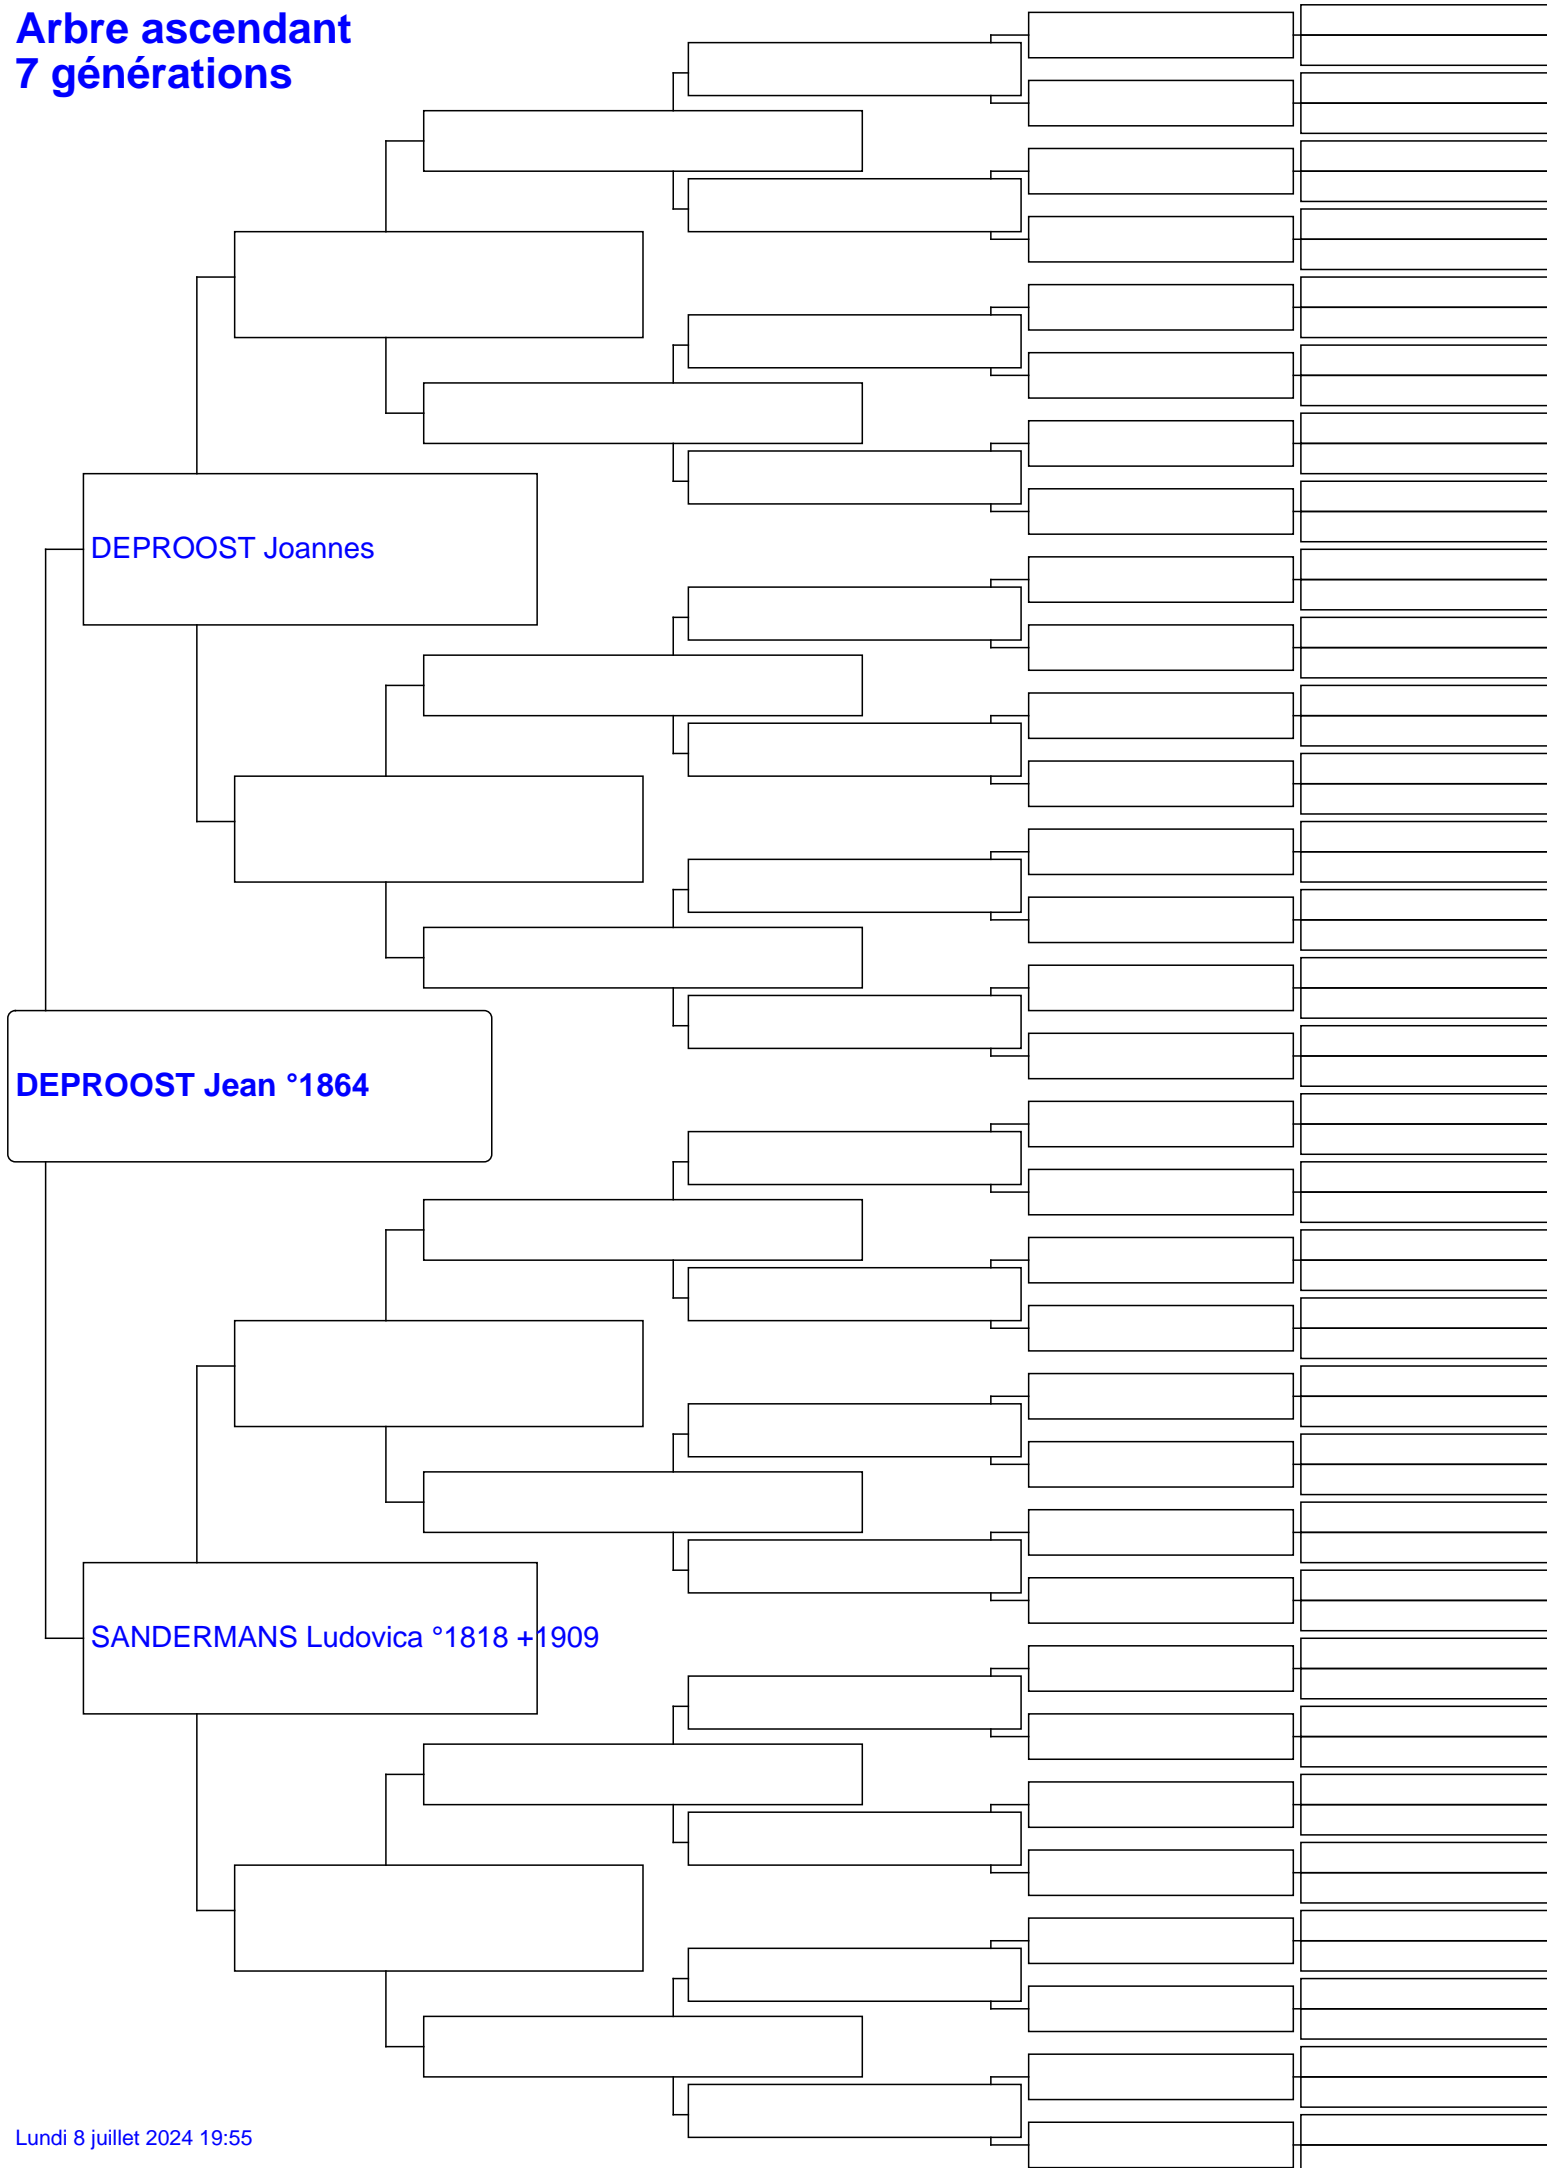 Arbre ascendant
7 générations
DEPROOST Joannes
DEPROOST Jean °1864
SANDERMANS Ludovica °1818 +1909
Lundi 8 juillet 2024 19:55